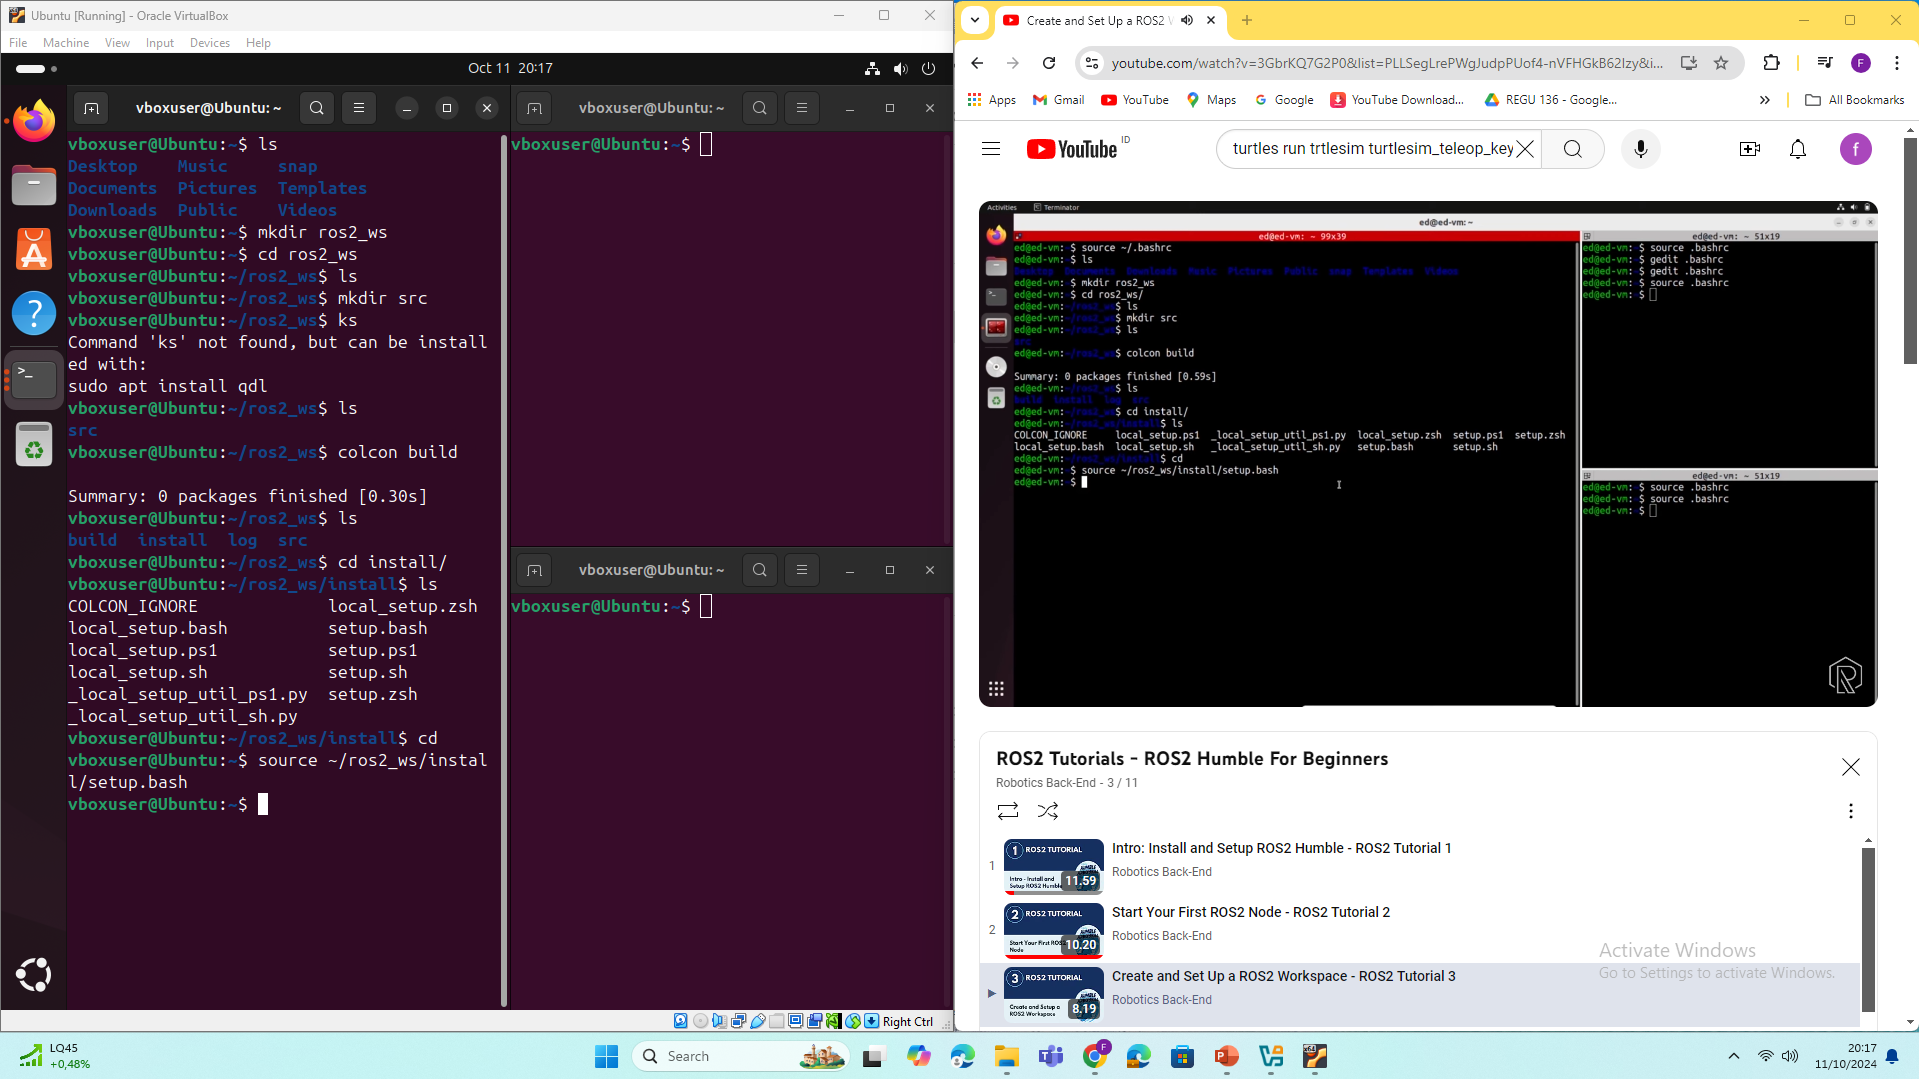 Ubuntu [Running] - Oracle VirtualBox
File Machine View Input Devices Help
Oct 11 20:17
vboxuser@Ubuntu: ~
vboxuser@Ubuntu:~$ ls
Desktop Music snap
Documents Pictures Templates
Downloads Public Videos
vboxuser@Ubuntu:~$ mkdir ros2_ws
vboxuser@Ubuntu:~$ cd ros2_ws
vboxuser@Ubuntu:~/ros2_ws$ ls
vboxuser@Ubuntu:~/ros2_ws$ mkdir src
vboxuser@Ubuntu:~/ros2_ws$ ks
Command 'ks' not found, but can be install
ed with:
sudo apt install qdl
vboxuser@Ubuntu:~/ros2_ws$ ls
src
vboxuser@Ubuntu:~/ros2_ws$ colcon build
Summary: 0 packages finished [0.30s]
vboxuser@Ubuntu:~/ros2_ws$ ls
build install log src
vboxuser@Ubuntu:~/ros2_ws$ cd install/
vboxuser@Ubuntu:~/ros2_ws/install$ ls
COLCON_IGNORE local_setup.zsh
local_setup.bash setup.bash
local_setup.ps1 setup.ps1
local_setup.sh setup.sh
_local_setup_util_ps1.py setup.zsh
_local_setup_util_sh.py
vboxuser@Ubuntu:~/ros2_ws/install$ cd
vboxuser@Ubuntu:~$ source ~/ros2_ws/instal
l/setup.bash
vboxuser@Ubuntu:~$
vboxuser@Ubuntu: ~
vboxuser@Ubuntu:~$
vboxuser@Ubuntu: ~
vboxuser@Ubuntu:~$
Right Ctrl
Create and Set Up a ROS2 W
youtube.com/watch?v=3GbrKQ7G2P0&list=PLLSegLrePWgJudpPUof4-nVFHGkB62Izy&i...
Apps Gmail YouTube Maps Google YouTube Download... REGU 136 - Google... All Bookmarks
YouTube ID
turtles run trtlesim turtlesim_teleop_key
f
Activities Terminator
ed@ed-vm: ~
ed@ed-vm: ~ 99x39
ed@ed-vm:~$ source ~/.bashrc
ed@ed-vm:~$ ls
Desktop Documents Downloads Music Pictures Public snap Templates Videos
ed@ed-vm:~$ mkdir ros2_ws
ed@ed-vm:~$ cd ros2_ws/
ed@ed-vm:~/ros2_ws$ ls
ed@ed-vm:~/ros2_ws$ mkdir src
ed@ed-vm:~/ros2_ws$ ls
src
ed@ed-vm:~/ros2_ws$ colcon build
Summary: 0 packages finished [0.59s]
ed@ed-vm:~/ros2_ws$ ls
build install log src
ed@ed-vm:~/ros2_ws$ cd install/
ed@ed-vm:~/ros2_ws/install$ ls
COLCON_IGNORE local_setup.ps1 _local_setup_util_ps1.py local_setup.zsh setup.ps1 setup.zsh
local_setup.bash local_setup.sh _local_setup_util_sh.py setup.bash setup.sh
ed@ed-vm:~/ros2_ws/install$ cd
ed@ed-vm:~$ source ~/ros2_ws/install/setup.bash
ed@ed-vm:~$
ed@ed-vm: ~ 51x19
ed@ed-vm:~$ source .bashrc
ed@ed-vm:~$ gedit .bashrc
ed@ed-vm:~$ gedit .bashrc
ed@ed-vm:~$ source .bashrc
ed@ed-vm:~$
ed@ed-vm: ~ 51x19
ed@ed-vm:~$ source .bashrc
ed@ed-vm:~$ source .bashrc
ed@ed-vm:~$
ROS2 Tutorials - ROS2 Humble For Beginners
Robotics Back-End - 3 / 11
1
1 ROS2 TUTORIAL
Intro - Install and
Setup ROS2 Humble
11.59
Intro: Install and Setup ROS2 Humble - ROS2 Tutorial 1
Robotics Back-End
2
2 ROS2 TUTORIAL
Start Your First ROS2
Node
10.20
Start Your First ROS2 Node - ROS2 Tutorial 2
Robotics Back-End
3 ROS2 TUTORIAL
Create and Setup a
ROS2 Workspace
8.19
Create and Set Up a ROS2 Workspace - ROS2 Tutorial 3
Robotics Back-End
Activate Windows
Go to Settings to activate Windows.
LQ45
+0,48%
Search
20:17
11/10/2024